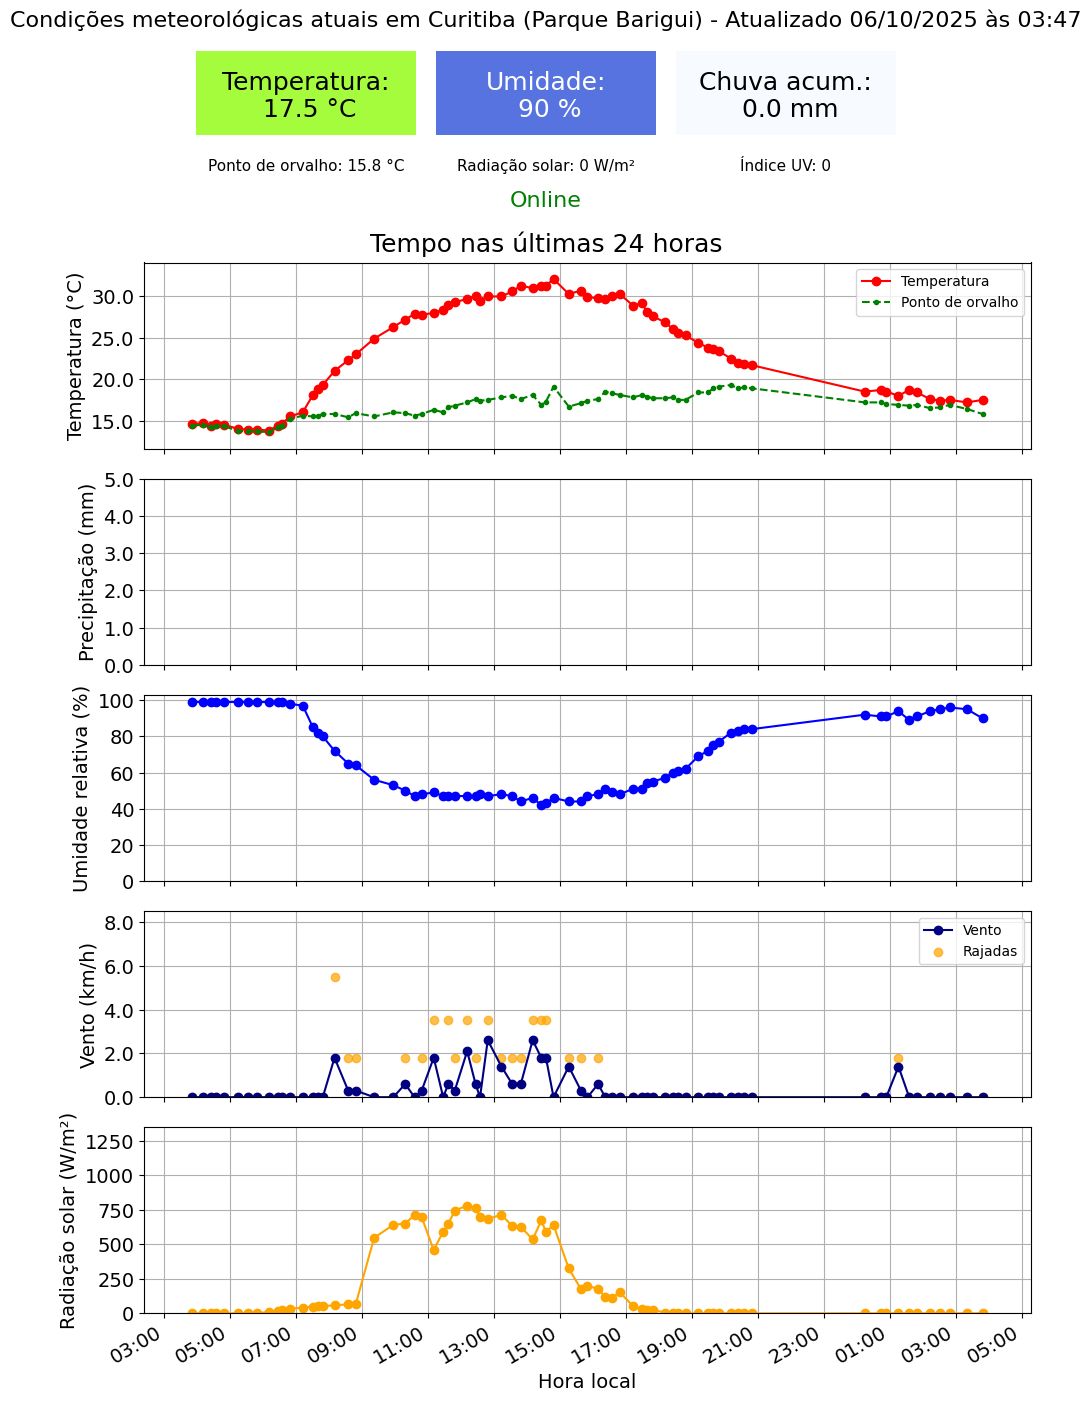 Condições meteorológicas atuais em Curitiba (Parque Barigui) - Atualizado 06/10/2025 às 03:47
Temperatura:
17.5 °C
Umidade:
90 %
Chuva acum.:
0.0 mm
Ponto de orvalho: 15.8 °C
Radiação solar: 0 W/m²
Índice UV: 0
Online
Tempo nas últimas 24 horas
Temperatura (°C)
30.0
25.0
20.0
15.0
Temperatura
Ponto de orvalho
Precipitação (mm)
5.0
4.0
3.0
2.0
1.0
0.0
Umidade relativa (%)
100
80
60
40
20
0
Vento (km/h)
8.0
6.0
4.0
2.0
0.0
Vento
Rajadas
Radiação solar (W/m²)
1250
1000
750
500
250
0
03:00
05:00
07:00
09:00
11:00
13:00
15:00
17:00
19:00
21:00
23:00
01:00
03:00
05:00
Hora local